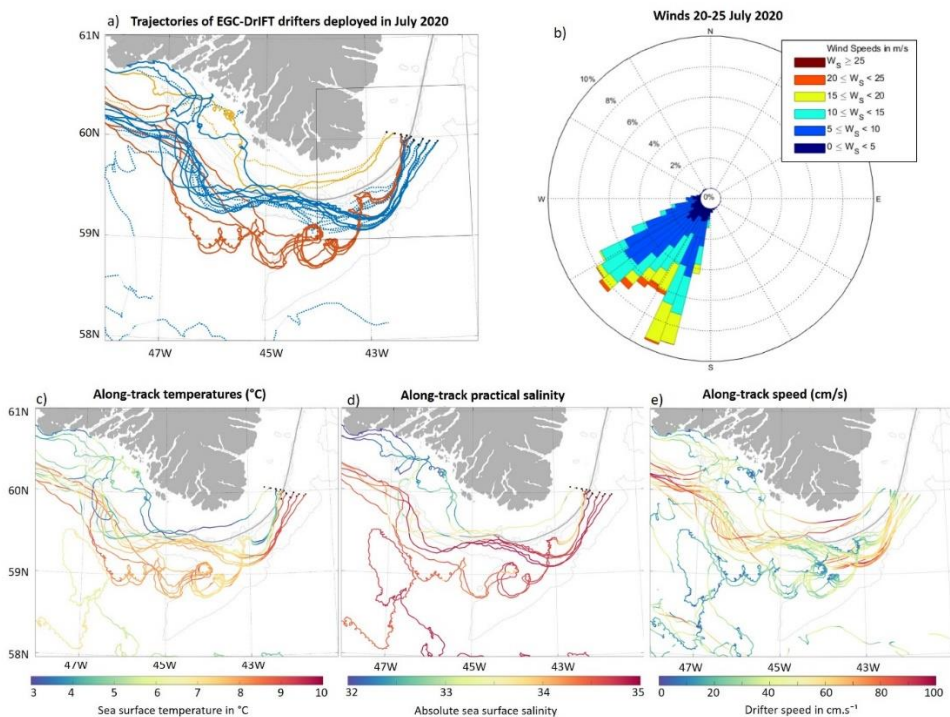 a) Trajectories of EGC-DrIFT drifters deployed in July 2020
61N
60N
59N
58N
47W 45W 43W
b) Winds 20-25 July 2020
N
W
E
S
10%
8%
6%
4%
2%
0%
Wind Speeds in m/s
W_S ≥ 25
20 ≤ W_S < 25
15 ≤ W_S < 20
10 ≤ W_S < 15
5 ≤ W_S < 10
0 ≤ W_S < 5
c) Along-track temperatures (°C)
61N
60N
59N
58N
47W 45W 42W
3 4 5 6 7 8 9 10
Sea surface temperature in °C
d) Along-track practical salinity
45W 42W
32 33 34 35
Absolute sea surface salinity
e) Along-track speed (cm/s)
45W 42W
0 20 40 60 80 100
Drifter speed in cm.s⁻¹